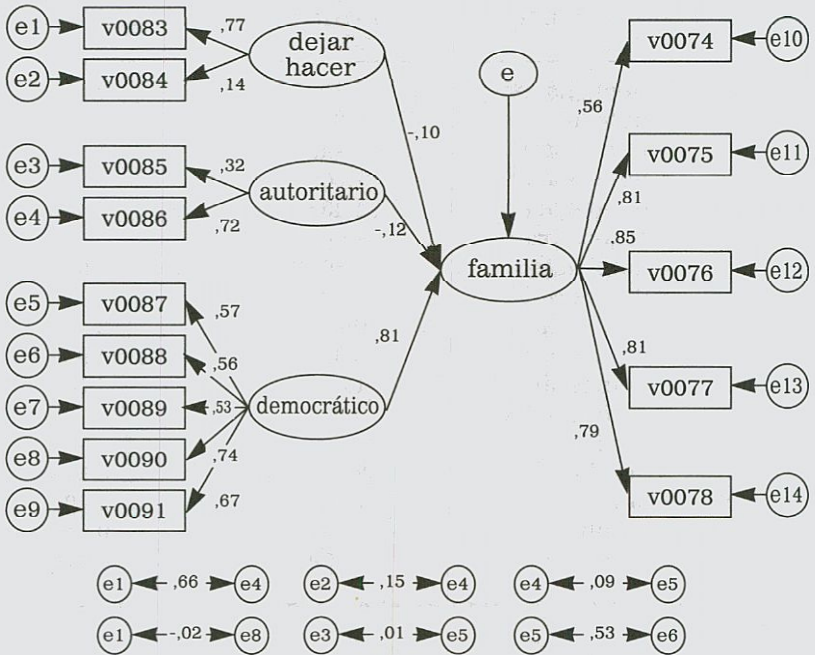 e1 v0083 ,77 dejar
e2 v0084 ,14 hacer
e
v0074 e10
-,10
,56
e3 v0085 ,32 autoritario
v0075 e11
e4 v0086 ,72
-,12
,81
,85
familia
v0076 e12
e5 v0087 ,57
,81
,81
e6 v0088 ,56
e7 v0089 ,53 democrático
v0077 e13
,79
e8 v0090 ,74
e9 v0091 ,67
v0078 e14
e1 ,66 e4 e2 ,15 e4 e4 ,09 e5
e1 -,02 e8 e3 ,01 e5 e5 ,53 e6